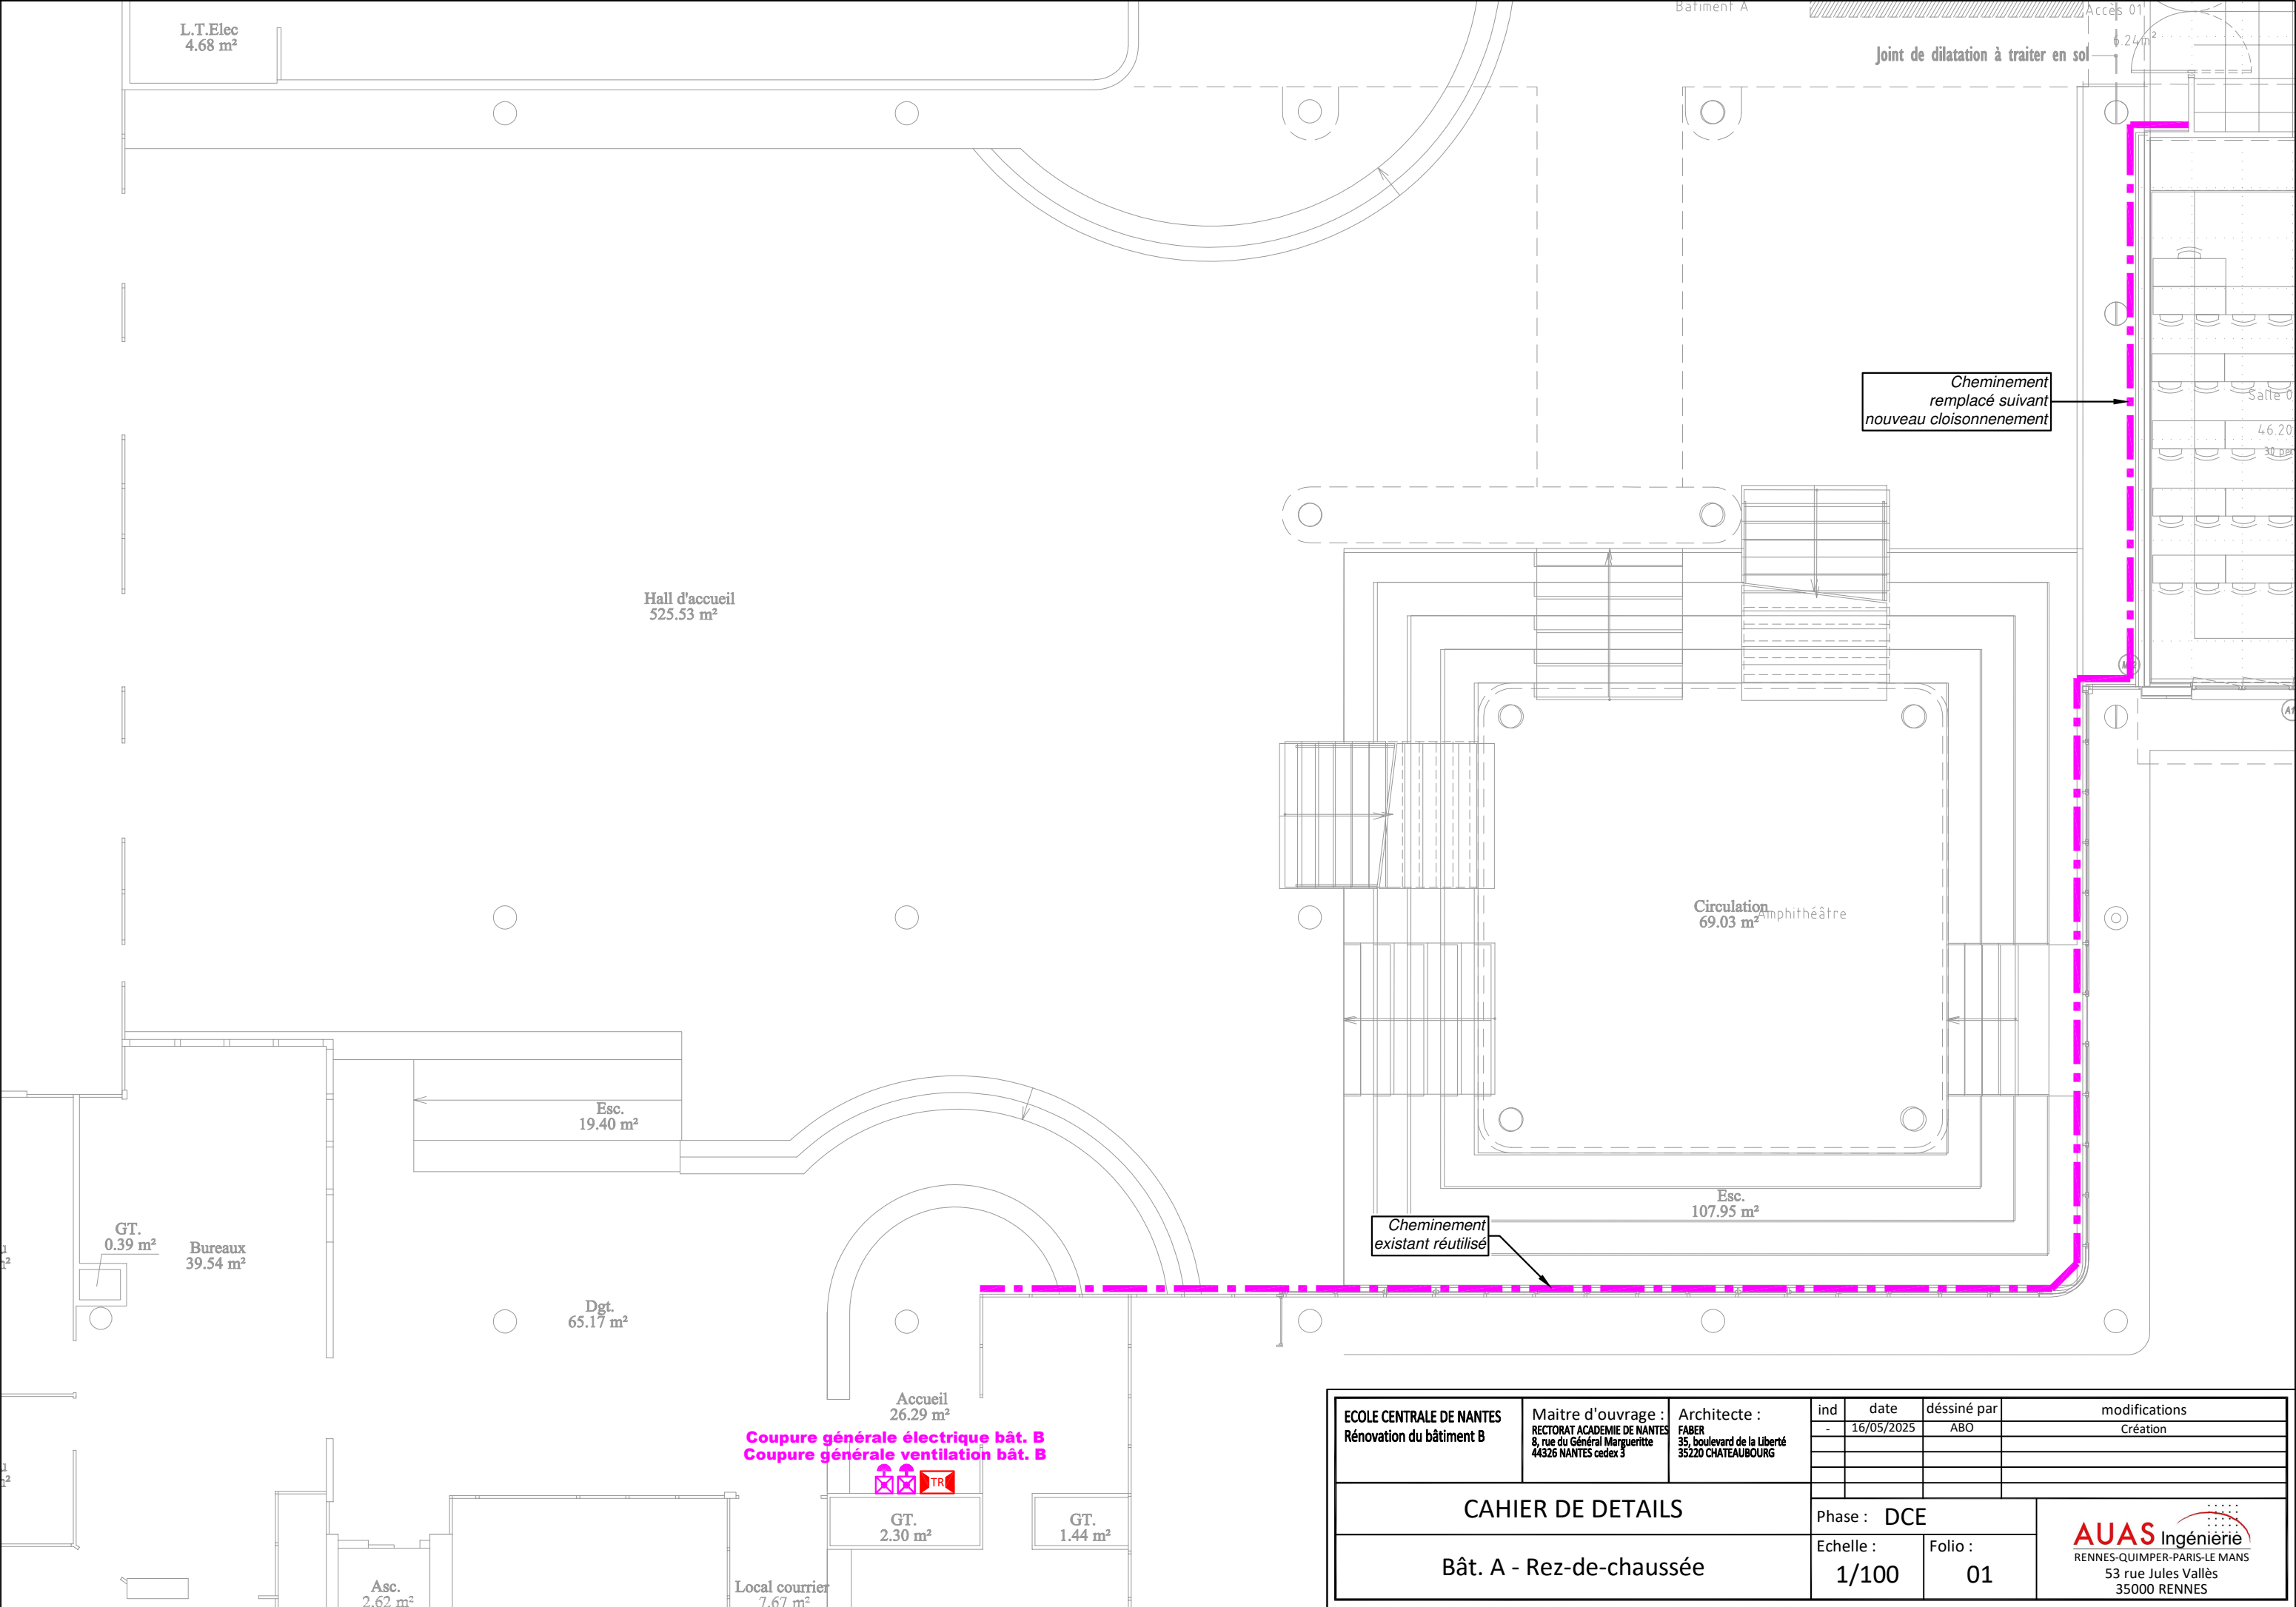 L.T.Elec
4.68 m²
Bâtiment A
Accès 01
6.24m²
Joint de dilatation à traiter en sol
Cheminement
remplacé suivant
nouveau cloisonnenement
46.20
Hall d'accueil
525.53 m²
Circulation
69.03 m²
Amphithéâtre
Esc.
19.40 m²
Esc.
107.95 m²
Cheminement
existant réutilisé
GT.
0.39 m²
Bureaux
39.54 m²
Dgt.
65.17 m²
Accueil
26.29 m²
Coupure générale électrique bât. B
Coupure générale ventilation bât. B
TR
GT.
2.30 m²
GT.
1.44 m²
Asc.
2.62 m²
Local courrier
7.67 m²
ECOLE CENTRALE DE NANTES
Rénovation du bâtiment B
Maitre d'ouvrage :
RECTORAT ACADEMIE DE NANTES
8, rue du Général Margueritte
44326 NANTES cedex 3
Architecte :
FABER
35, boulevard de la Liberté
35220 CHATEAUBOURG
ind date déssiné par modifications
- 16/05/2025 ABO Création
CAHIER DE DETAILS
Bât. A - Rez-de-chaussée
Phase : DCE
Echelle :
1/100
Folio :
01
AUAS Ingénierie
RENNES-QUIMPER-PARIS-LE MANS
53 rue Jules Vallès
35000 RENNES